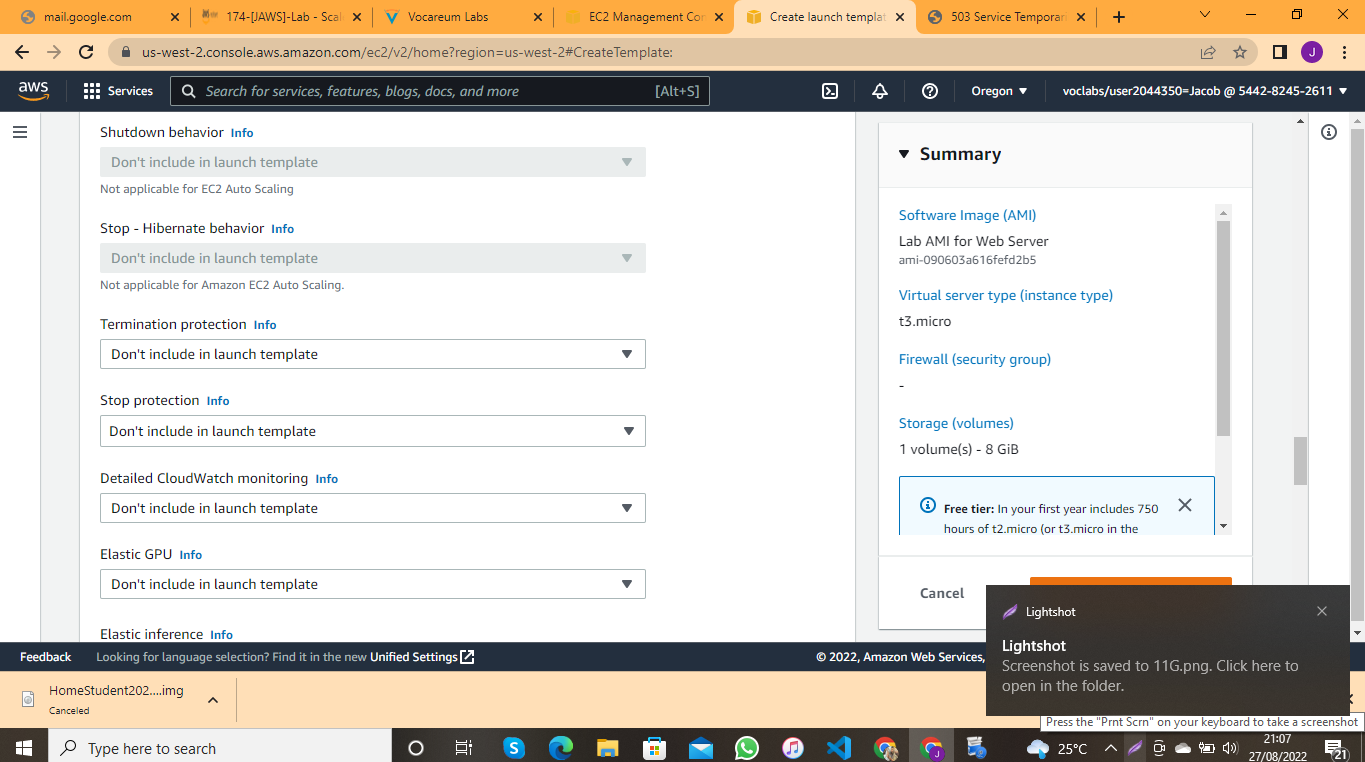 mail.google.com
174-[JAWS]-Lab - Scal
Vocareum Labs
EC2 Management Con
Create launch templat
503 Service Temporar
us-west-2.console.aws.amazon.com/ec2/v2/home?region=us-west-2#CreateTemplate:
J
aws
Services
Search for services, features, blogs, docs, and more
[Alt+S]
Oregon
voclabs/user2044350=Jacob @ 5442-8245-2611
Shutdown behavior Info
Don't include in launch template
Not applicable for EC2 Auto Scaling
Stop - Hibernate behavior Info
Don't include in launch template
Not applicable for Amazon EC2 Auto Scaling.
Termination protection Info
Don't include in launch template
Stop protection Info
Don't include in launch template
Detailed CloudWatch monitoring Info
Don't include in launch template
Elastic GPU Info
Don't include in launch template
Elastic inference Info
Summary
Software Image (AMI)
Lab AMI for Web Server
ami-090603a616fefd2b5
Virtual server type (instance type)
t3.micro
Firewall (security group)
-
Storage (volumes)
1 volume(s) - 8 GiB
Free tier: In your first year includes 750
hours of t2.micro (or t3.micro in the
Cancel
Lightshot
Lightshot
Screenshot is saved to 11G.png. Click here to
open in the folder.
Feedback
Looking for language selection? Find it in the new Unified Settings
© 2022, Amazon Web Services,
HomeStudent202....img
Canceled
Press the "Prnt Scrn" on your keyboard to take a screenshot
Type here to search
25°C
21:07
27/08/2022
21